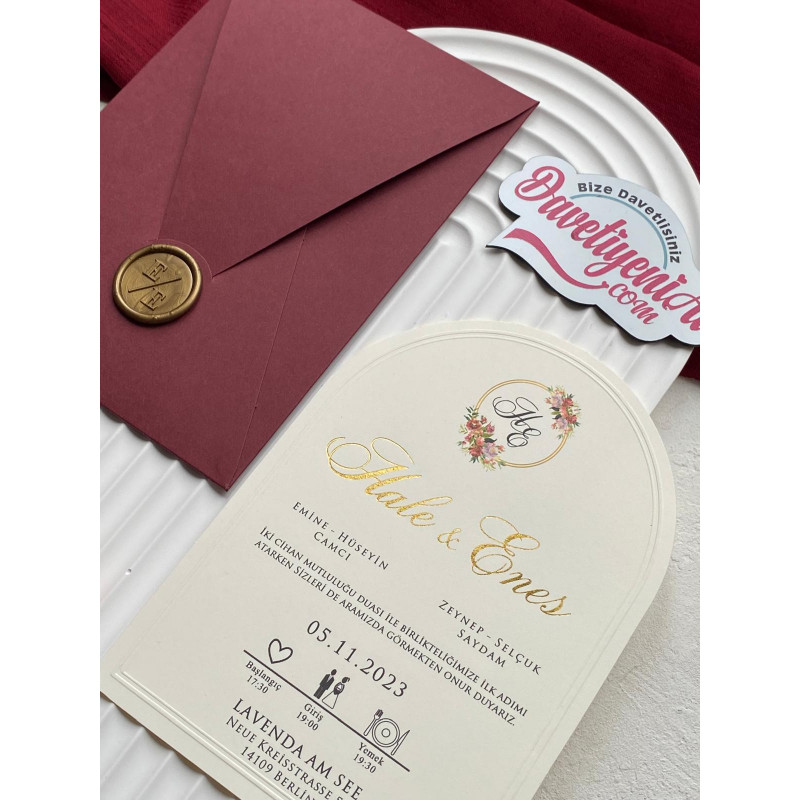 Bize Davetlisiniz
Davetiyeni
.com
E E
HE
Hale & Enes
EMİNE - HÜSEYİN
CAMCI
ZEYNEP - SELÇUK
SAYDAM
İKİ CİHAN MUTLULUĞU DUASI İLE BİRLİKTELİĞİMİZE İLK ADIMI
ATARKEN SİZLERİ DE ARAMIZDA GÖRMEKTEN ONUR DUYARIZ.
05.11.2023
Başlangıç
17:30
Giriş
19:00
Yemek
19:30
LAVENDA AM SEE
NEUE KREISSTRASSE
14109 BERLIN